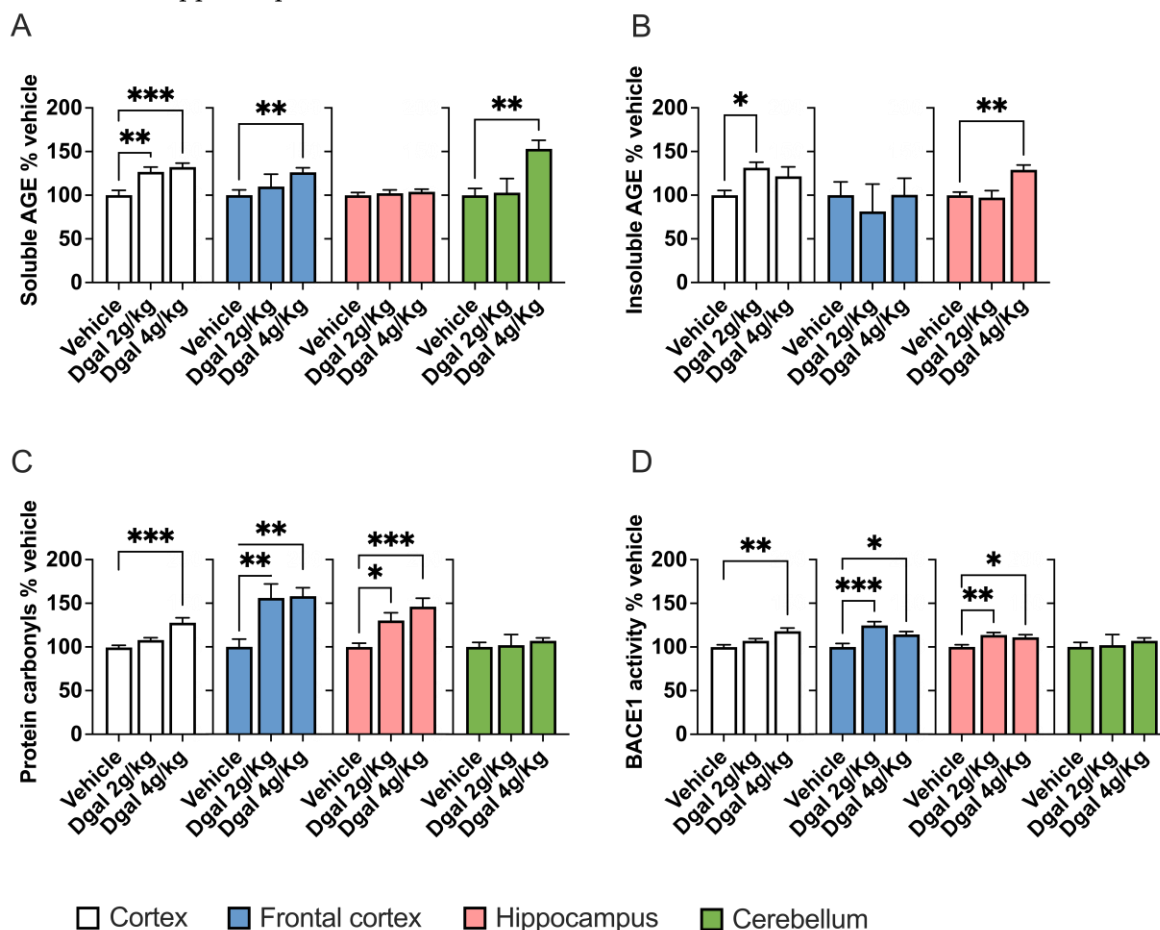 A
B
Soluble AGE % vehicle
200
150
100
50
0
***
**
**
**
Vehicle
Dgal 2g/kg
Dgal 4g/kg
Vehicle
Dgal 2g/Kg
Dgal 4g/Kg
Vehicle
Dgal 2g/Kg
Dgal 4g/Kg
Vehicle
Dgal 2g/Kg
Dgal 4g/Kg
Insoluble AGE % vehicle
200
150
100
50
0
*
**
Vehicle
Dgal 2g/kg
Dgal 4g/kg
Vehicle
Dgal 2g/Kg
Dgal 4g/Kg
Vehicle
Dgal 2g/Kg
Dgal 4g/Kg
C
D
Protein carbonyls % vehicle
200
150
100
50
0
***
**
**
***
*
Vehicle
Dgal 2g/kg
Dgal 4g/kg
Vehicle
Dgal 2g/Kg
Dgal 4g/Kg
Vehicle
Dgal 2g/Kg
Dgal 4g/Kg
Vehicle
Dgal 2g/Kg
Dgal 4g/Kg
BACE1 activity % vehicle
200
150
100
50
0
**
*
***
*
**
Vehicle
Dgal 2g/kg
Dgal 4g/kg
Vehicle
Dgal 2g/Kg
Dgal 4g/Kg
Vehicle
Dgal 2g/Kg
Dgal 4g/Kg
Vehicle
Dgal 2g/Kg
Dgal 4g/Kg
Cortex
Frontal cortex
Hippocampus
Cerebellum